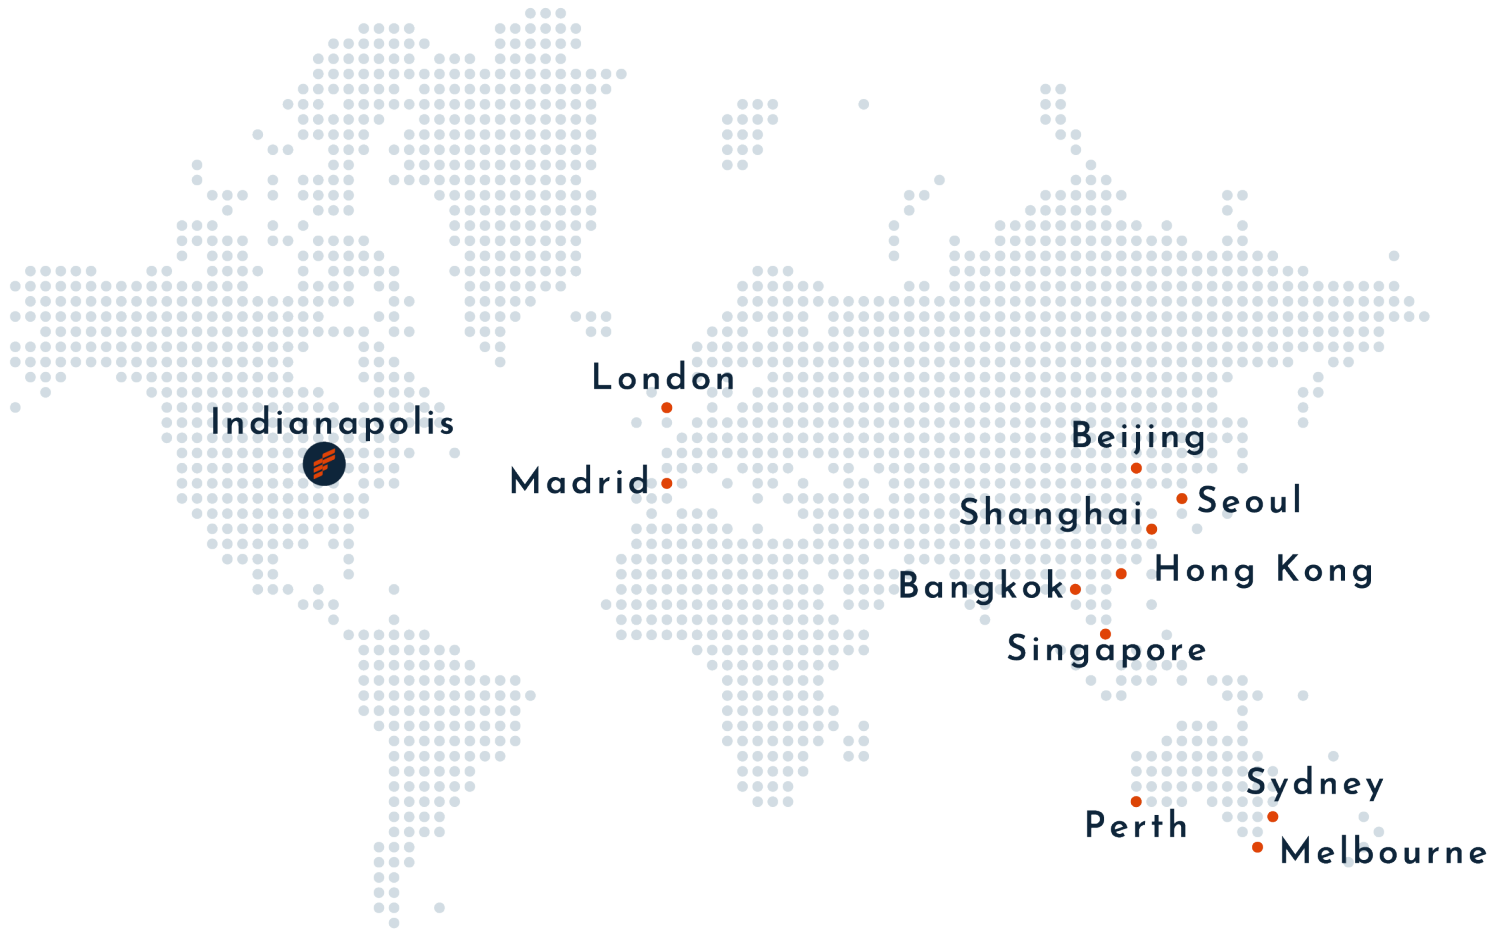 London
Indianapolis
Beijing
Madrid
Seoul
Shanghai
Hong Kong
Bangkok
Singapore
Sydney
Perth
Melbourne